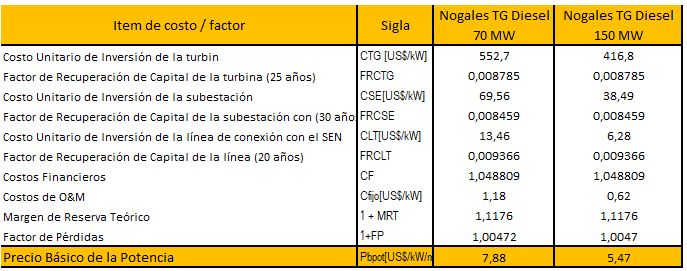 Item de costo / factor Sigla Nogales TG Diesel 70 MW Nogales TG Diesel 150 MW
Costo Unitario de Inversión de la turbin CTG [US$/kW] 552,7 416,8
Factor de Recuperación de Capital de la turbina (25 años) FRCTG 0,008785 0,008785
Costo Unitario de Inversión de la subestación CSE[US$/kW] 69,56 38,49
Factor de Recuperación de Capital de la subestación con (30 año FRCSE 0,008459 0,008459
Costo Unitario de Inversión de la línea de conexión con el SEN CLT[US$/kW] 13,46 6,28
Factor de Recuperación de Capital de la línea (20 años) FRCLT 0,009366 0,009366
Costos Financieros CF 1,048809 1,048809
Costos de O&M Cfijo[US$/kW] 1,18 0,62
Margen de Reserva Teórico 1 + MRT 1,1176 1,1176
Factor de Pérdidas 1+FP 1,00472 1,0047
Precio Básico de la Potencia Pbpot[US$/kW/n 7,88 5,47